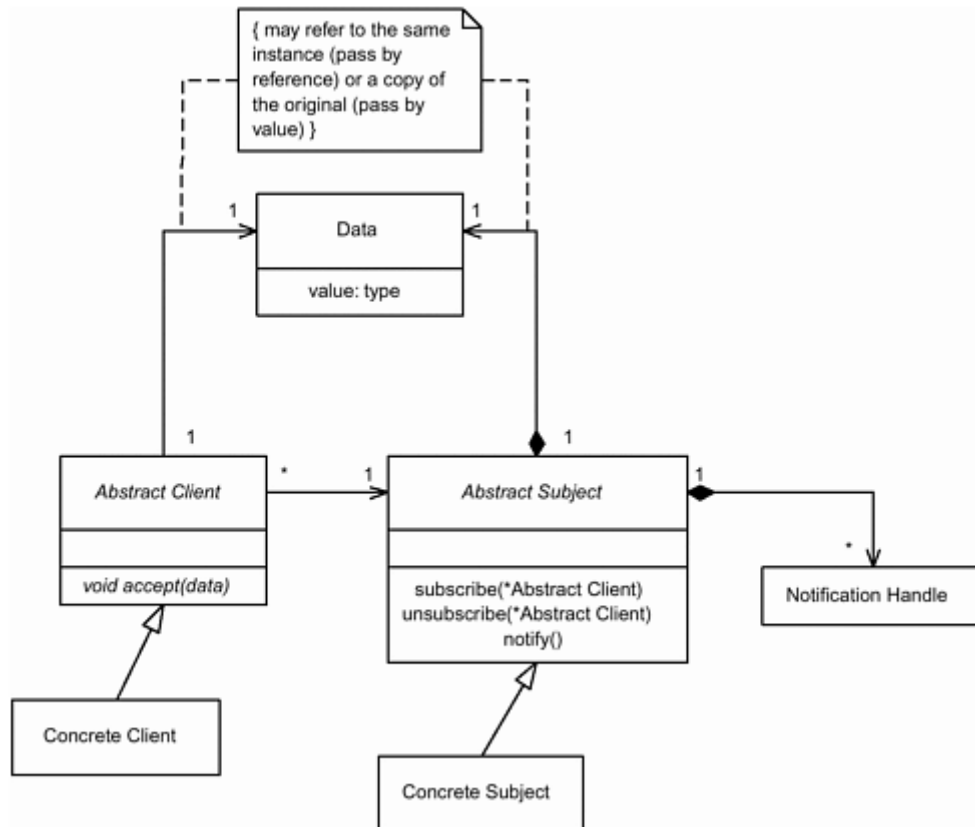 { may refer to the same
instance (pass by
reference) or a copy of
the original (pass by
value) }
1
1
Data
value: type
1
1
*
1
1
Abstract Client
Abstract Subject
*
void accept(data)
subscribe(*Abstract Client)
unsubscribe(*Abstract Client)
notify()
Notification Handle
Concrete Client
Concrete Subject